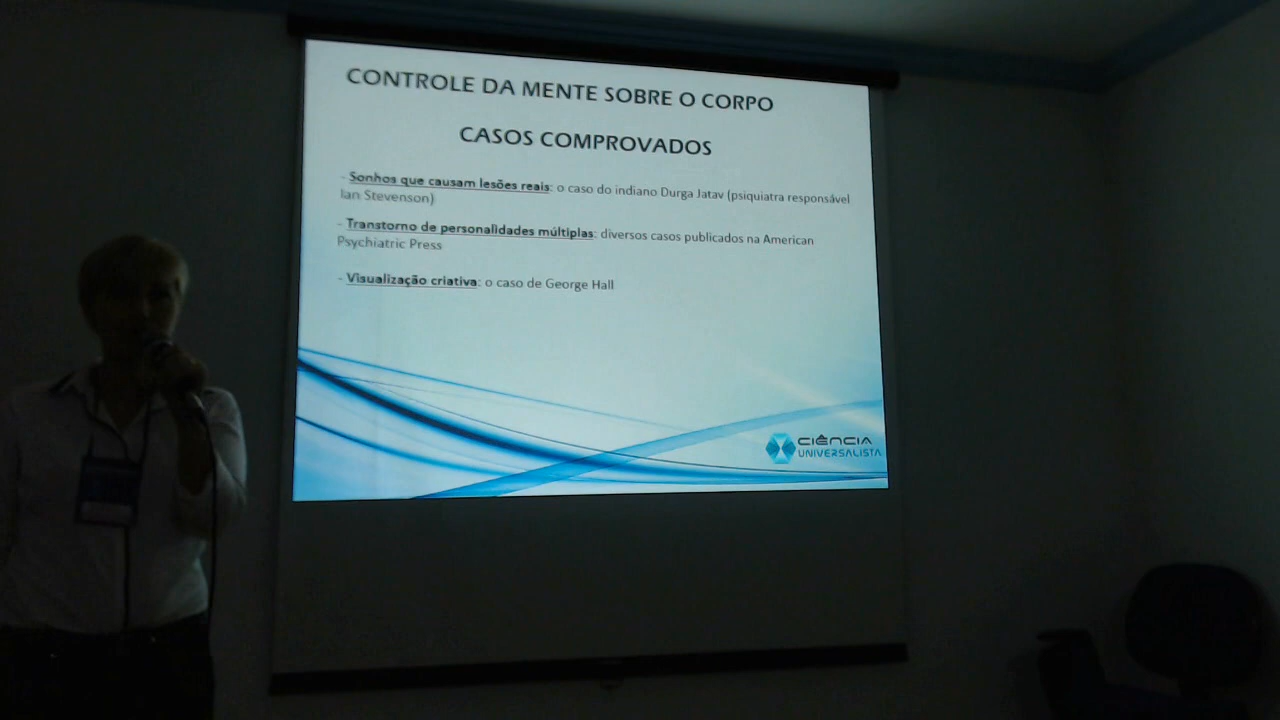 CONTROLE DA MENTE SOBRE O CORPO
CASOS COMPROVADOS
- Sonhos que causam lesões reais: o caso do indiano Durga Jatav (psiquiatra responsável
Ian Stevenson)
- Transtorno de personalidades múltiplas: diversos casos publicados na American
Psychiatric Press
- Visualização criativa: o caso de George Hall
CIÊNCIA
UNIVERSALISTA